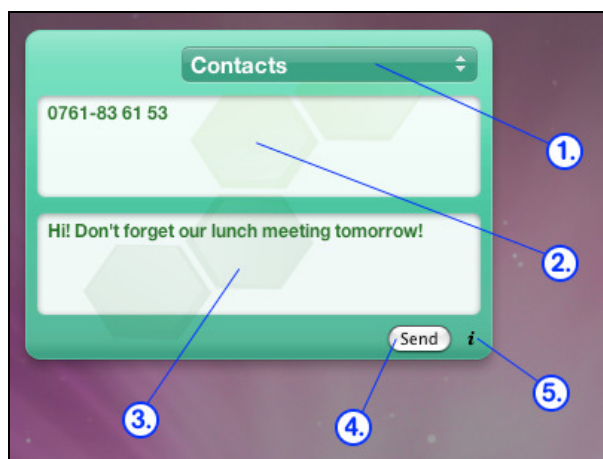 Contacts
1.
0761-83 61 53
2.
Hi! Don't forget our lunch meeting tomorrow!
Send
i
3.
4.
5.